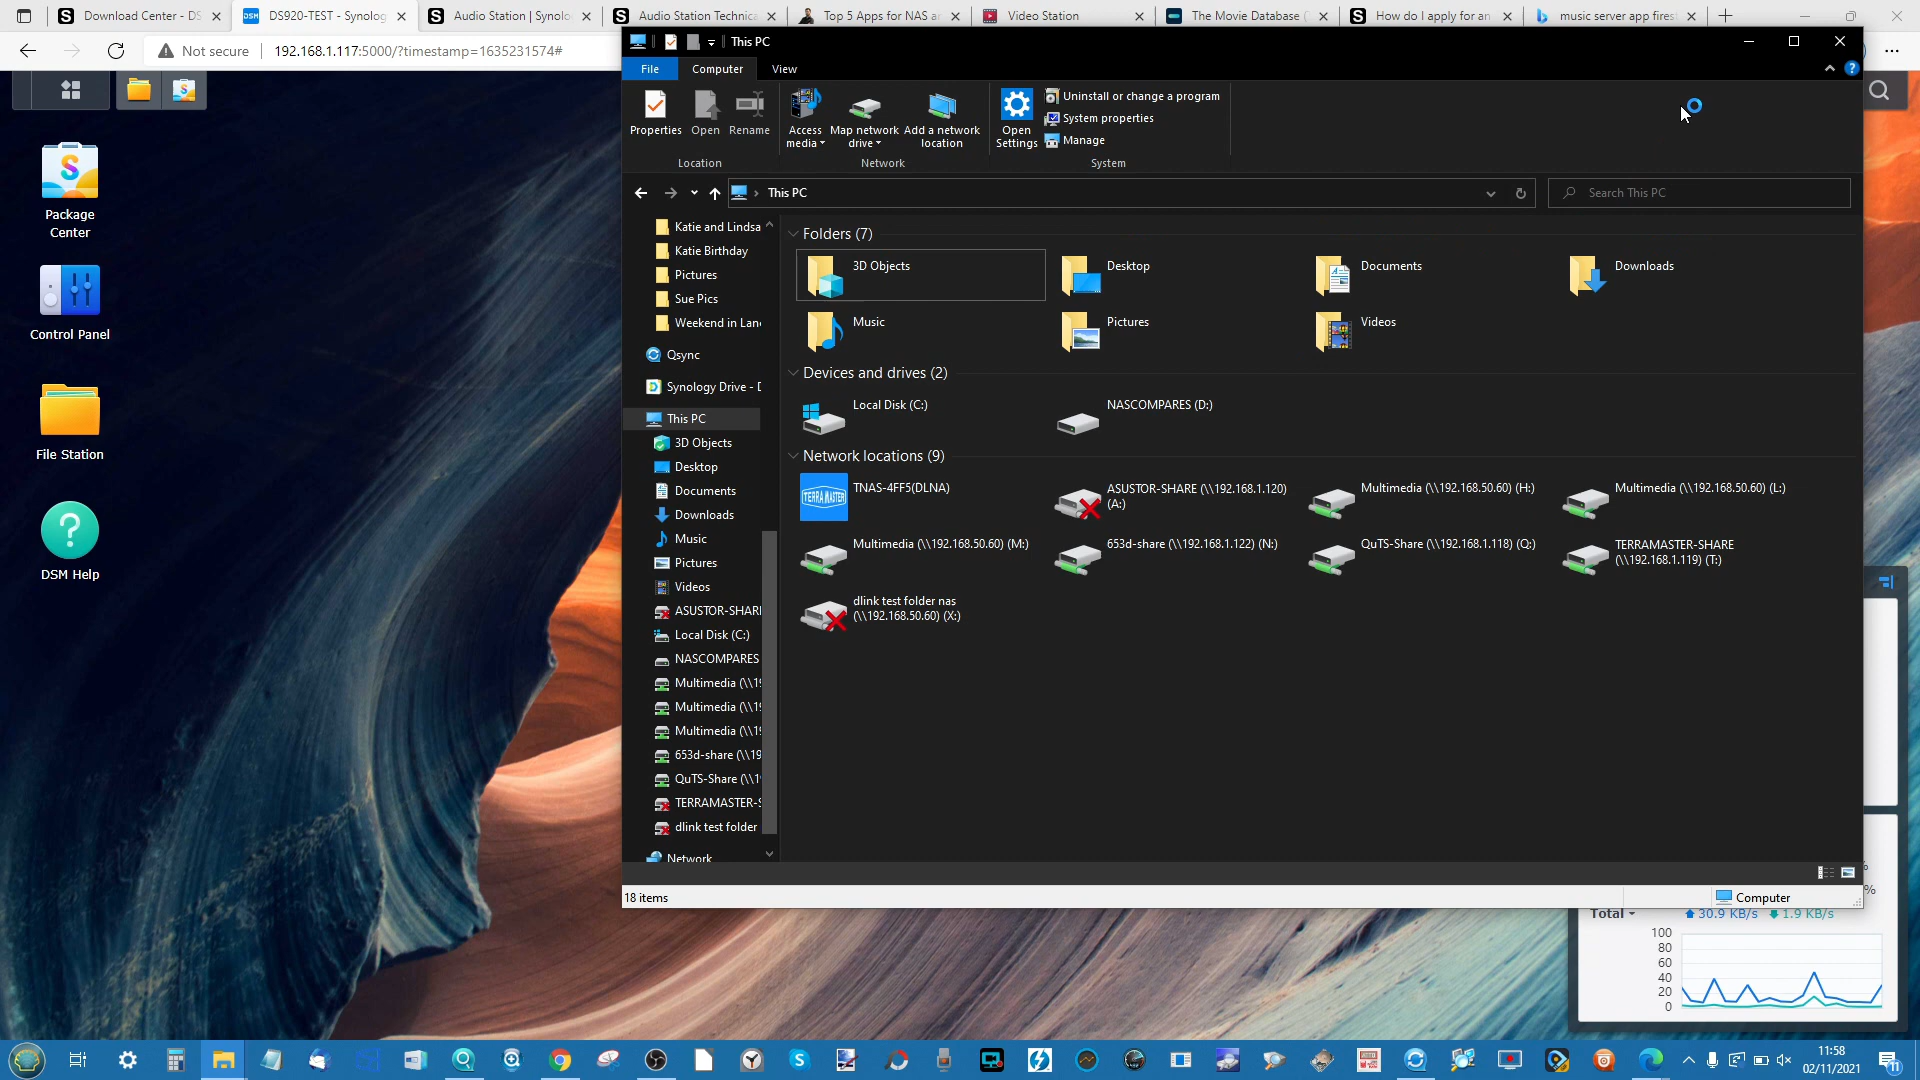 Download Center - DS
DS920-TEST - Synolog
Audio Station | Synolo
Audio Station Technica
Top 5 Apps for NAS a
Video Station
The Movie Database (
How do I apply for an
music server app fires
Not secure
192.168.1.117:5000/?timestamp=1635231574#
This PC
File
Computer
View
Properties
Open
Rename
Access media
Map network drive
Add a network location
Open Settings
Uninstall or change a program
System properties
Manage
Location
Network
System
This PC
Search This PC
Package
Center
Control Panel
File Station
DSM Help
Katie and Lindsa
Katie Birthday
Pictures
Sue Pics
Weekend in Lan
Qsync
Synology Drive - D
This PC
3D Objects
Desktop
Documents
Downloads
Music
Pictures
Videos
ASUSTOR-SHAR
Local Disk (C:)
NASCOMPARES
Multimedia (\\19
Multimedia (\\19
Multimedia (\\19
653d-share (\\19
QuTS-Share (\\1
TERRAMASTER-S
dlink test folder
Network
Folders (7)
3D Objects
Desktop
Documents
Downloads
Music
Pictures
Videos
Devices and drives (2)
Local Disk (C:)
NASCOMPARES (D:)
Network locations (9)
TERRAMASTER
TNAS-4FF5(DLNA)
ASUSTOR-SHARE (\\192.168.1.120)
(A:)
Multimedia (\\192.168.50.60) (H:)
Multimedia (\\192.168.50.60) (L:)
Multimedia (\\192.168.50.60) (M:)
653d-share (\\192.168.1.122) (N:)
QuTS-Share (\\192.168.1.118) (Q:)
TERRAMASTER-SHARE
(\\192.168.1.119) (T:)
dlink test folder nas
(\\192.168.50.60) (X:)
18 items
Computer
%
Total
30.9 KB/s
1.9 KB/s
100
80
60
40
20
0
11:58
02/11/2021
11